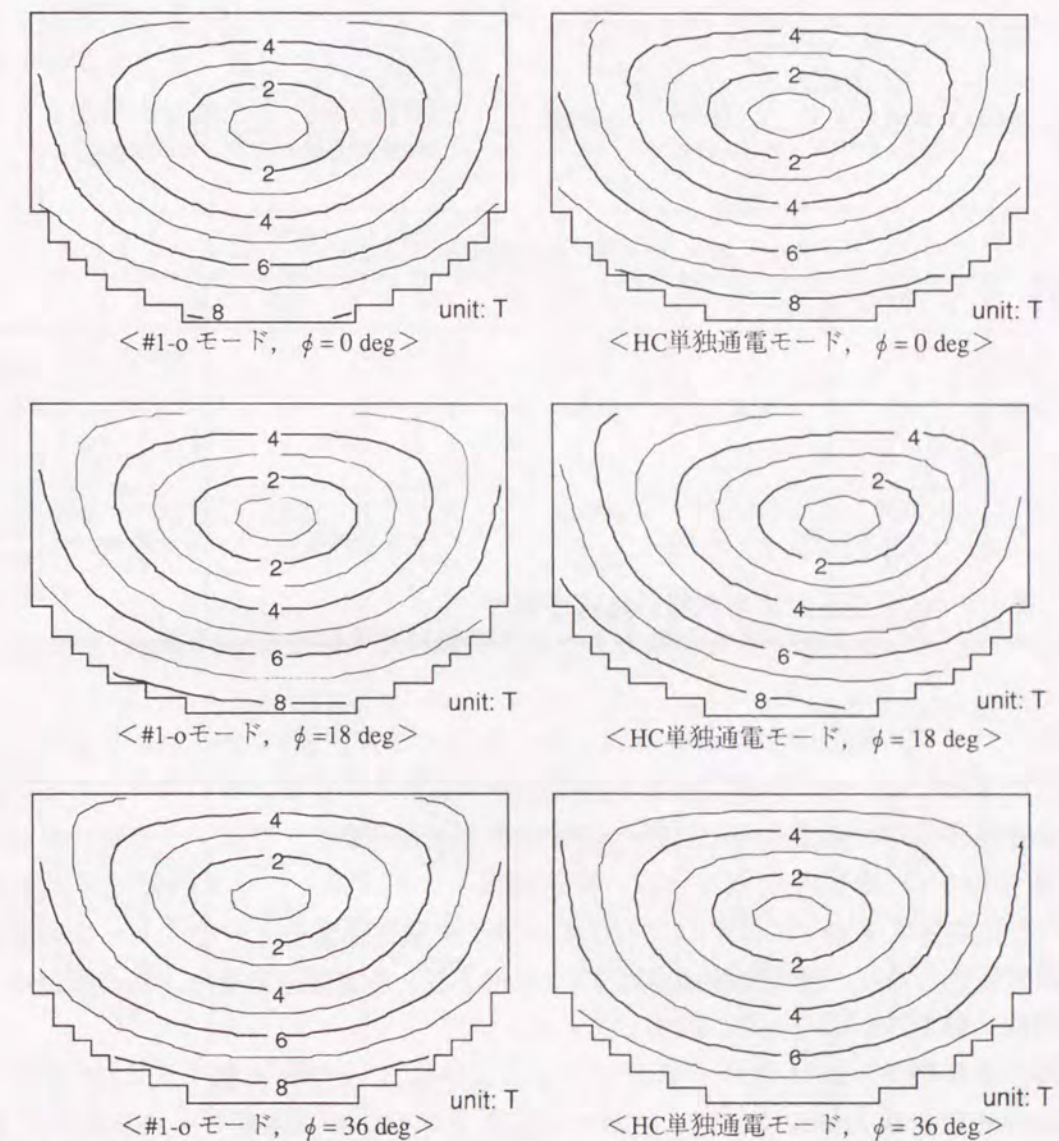 4
2
2
4
6
8
unit: T
<#1-o モード, φ = 0 deg>
4
2
2
4
6
8
unit: T
<HC単独通電モード, φ = 0 deg>
4
2
2
4
6
8
unit: T
<#1-oモード, φ =18 deg>
4
2
2
4
6
8
unit: T
<HC単独通電モード, φ = 18 deg>
4
2
2
4
6
8
unit: T
<#1-o モード, φ = 36 deg>
4
2
2
4
6
unit: T
<HC単独通電モード, φ = 36 deg>